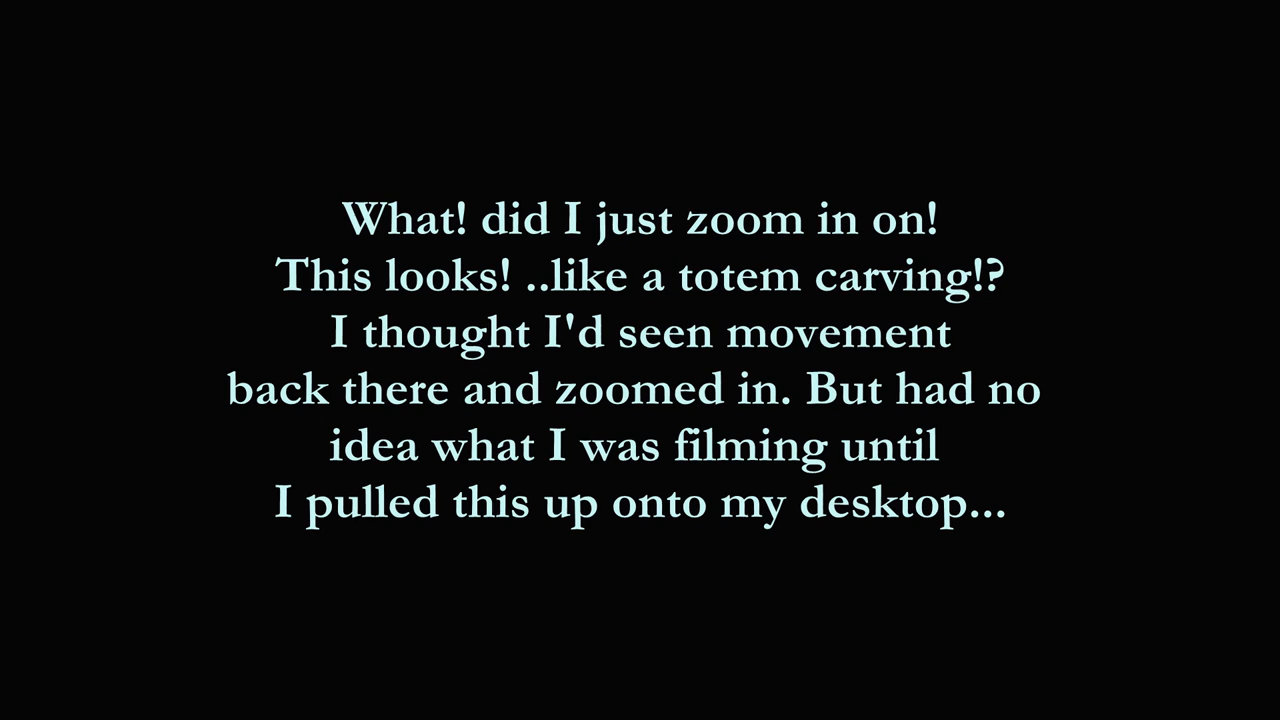 What! did I just zoom in on!
This looks! ..like a totem carving!?
I thought I'd seen movement
back there and zoomed in. But had no
idea what I was filming until
I pulled this up onto my desktop...